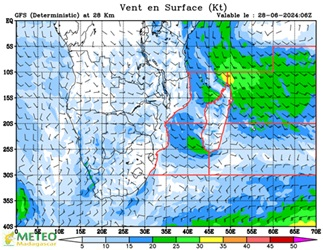 Vent en Surface (Kt)
GFS (Deterministic) at 28 Km
Valable le : 28-06-2024:06Z
EQ
5S
10S
15S
20S
25S
30S
35S
40S
5E 10E 15E 20E 25E 30E 35E 40E 45E 50E 55E 60E 65E 70E
METEO
Madagascar
5 10 15 20 25 30 35 40 45 50